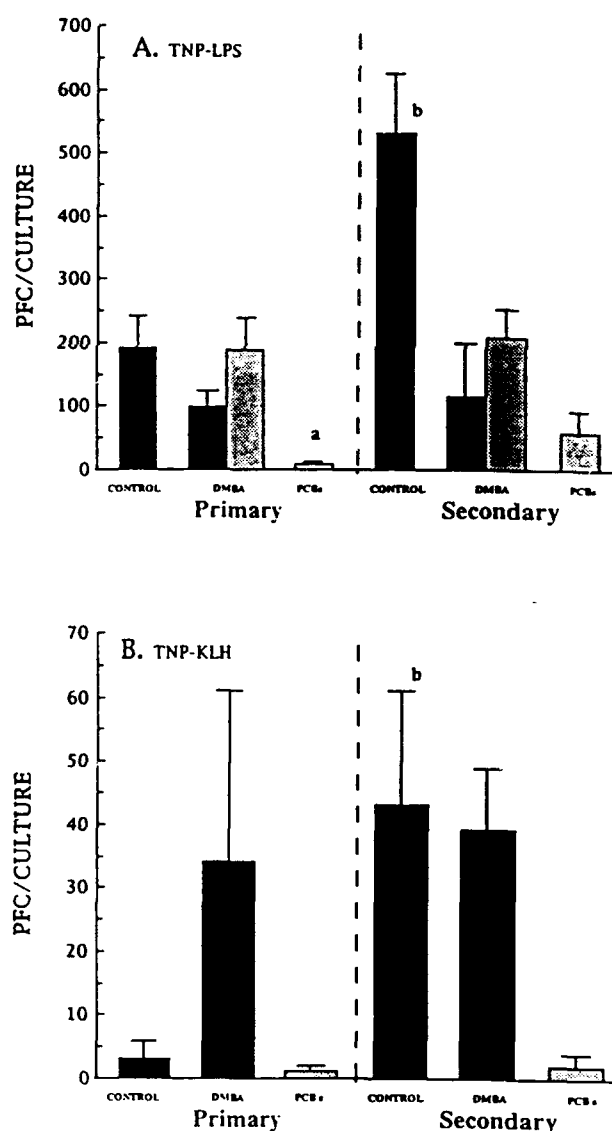 A. TNP-LPS
PFC/CULTURE
700
600
500
400
300
200
100
0
b
a
CONTROL DMBA PCBs CONTROL DMBA PCBs
Primary Secondary
B. TNP-KLH
PFC/CULTURE
70
60
50
40
30
20
10
0
b
CONTROL DMBA PCBs CONTROL DMBA PCBs
Primary Secondary